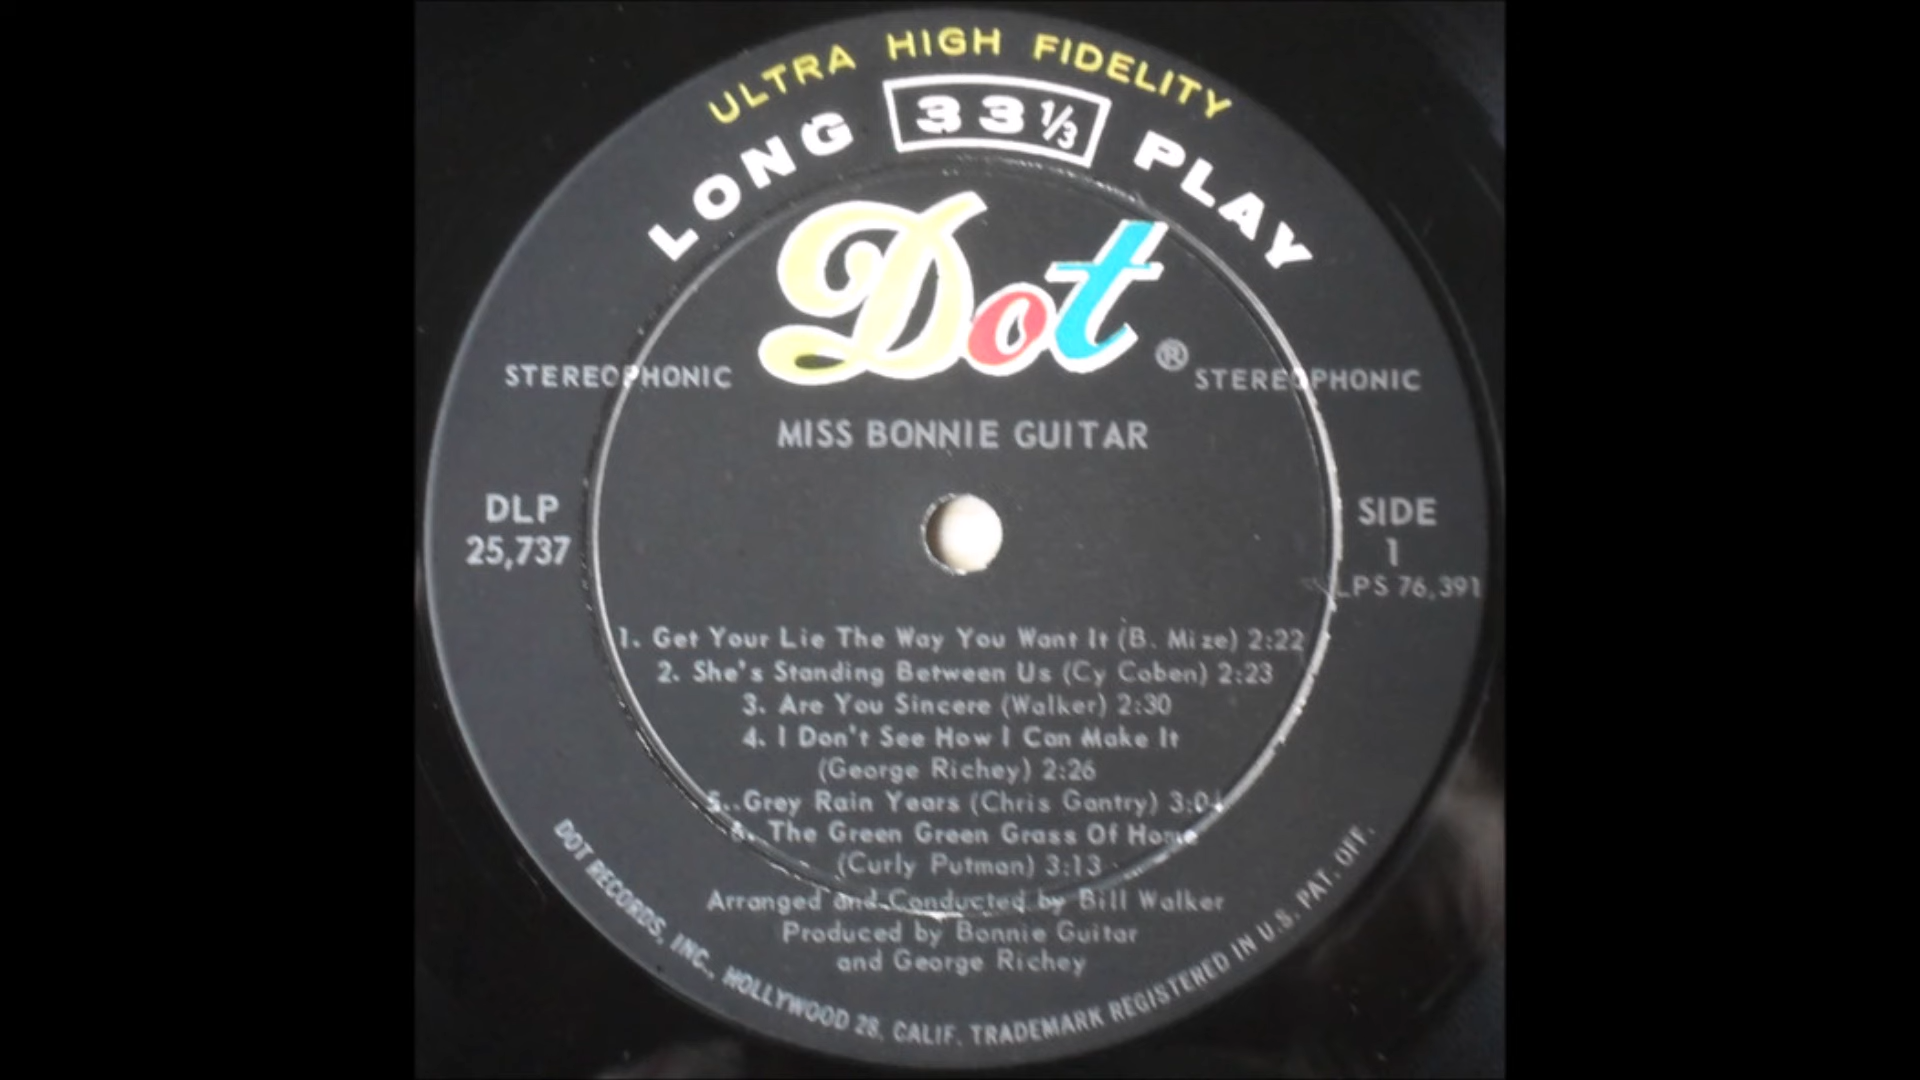 ULTRA HIGH FIDELITY
LONG 33 1/3 PLAY
Dot ®
STEREOPHONIC STEREOPHONIC
MISS BONNIE GUITAR
DLP
25,737
SIDE
1
LPS 76,391
1. Get Your Lie The Way You Want It (B. Mize) 2:22
2. She's Standing Between Us (Cy Coben) 2:23
3. Are You Sincere (Walker) 2:30
4. I Don't See How I Can Make It
(George Richey) 2:26
5. Grey Rain Years (Chris Gantry) 3:04
6. The Green Green Grass Of Home
(Curly Putman) 3:13
Arranged and Conducted by Bill Walker
Produced by Bonnie Guitar
and George Richey
DOT RECORDS, INC., HOLLYWOOD 28, CALIF. TRADEMARK REGISTERED IN U.S. PAT. OFF.